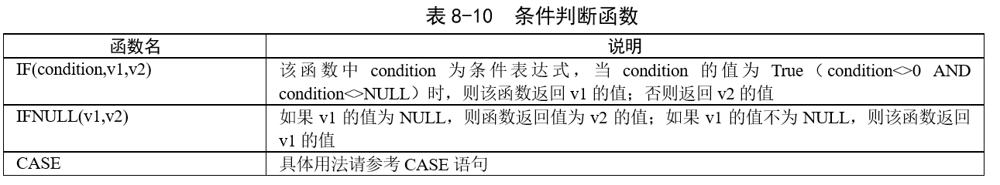 表 8-10 条件判断函数
函数名 说明
IF(condition,v1,v2) 该函数中 condition 为条件表达式，当 condition 的值为 True（condition<>0 AND
condition<>NULL）时，则该函数返回 v1 的值；否则返回 v2 的值
IFNULL(v1,v2) 如果 v1 的值为 NULL，则函数返回值为 v2 的值；如果 v1 的值不为 NULL，则该函数返回
v1 的值
CASE 具体用法请参考 CASE 语句